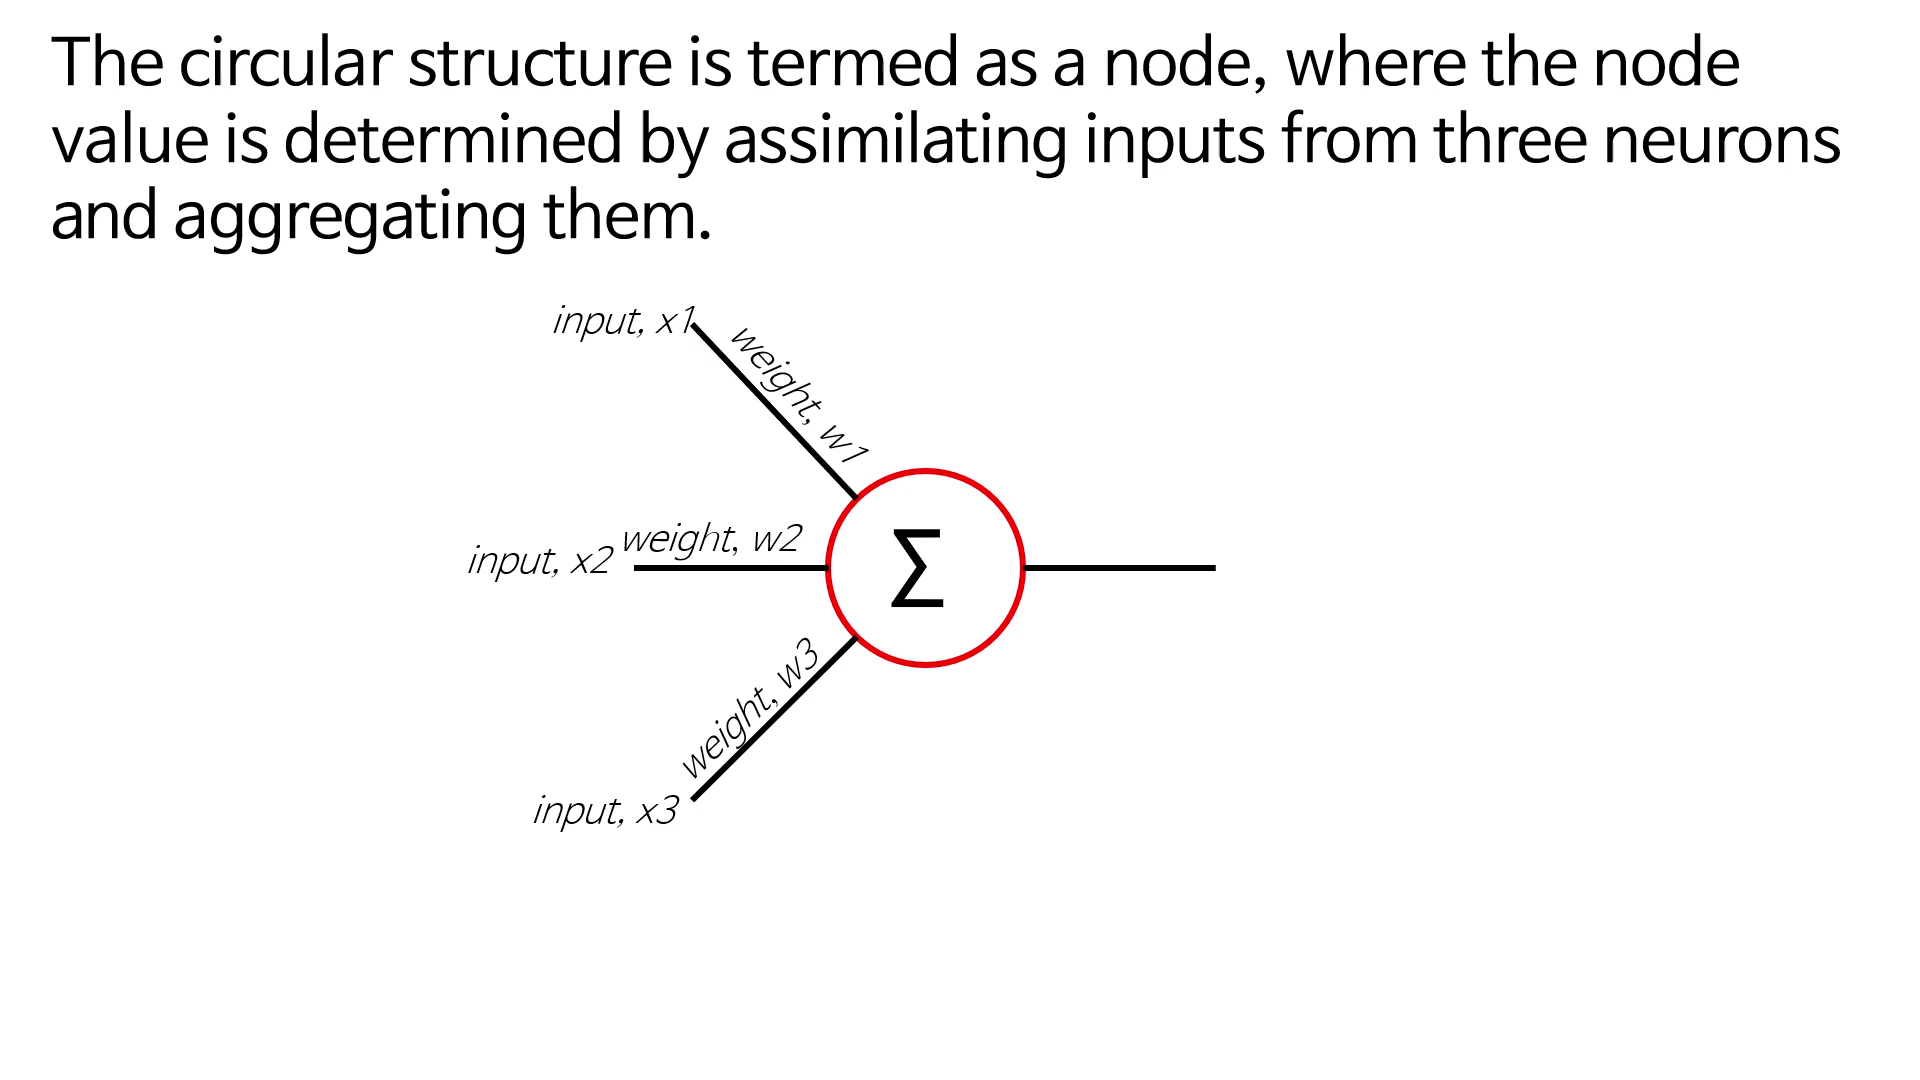 The circular structure is termed as a node, where the node
value is determined by assimilating inputs from three neurons
and aggregating them.
input, x1
weight, w1
weight, w2
input, x2
Σ
weight, w3
input, x3